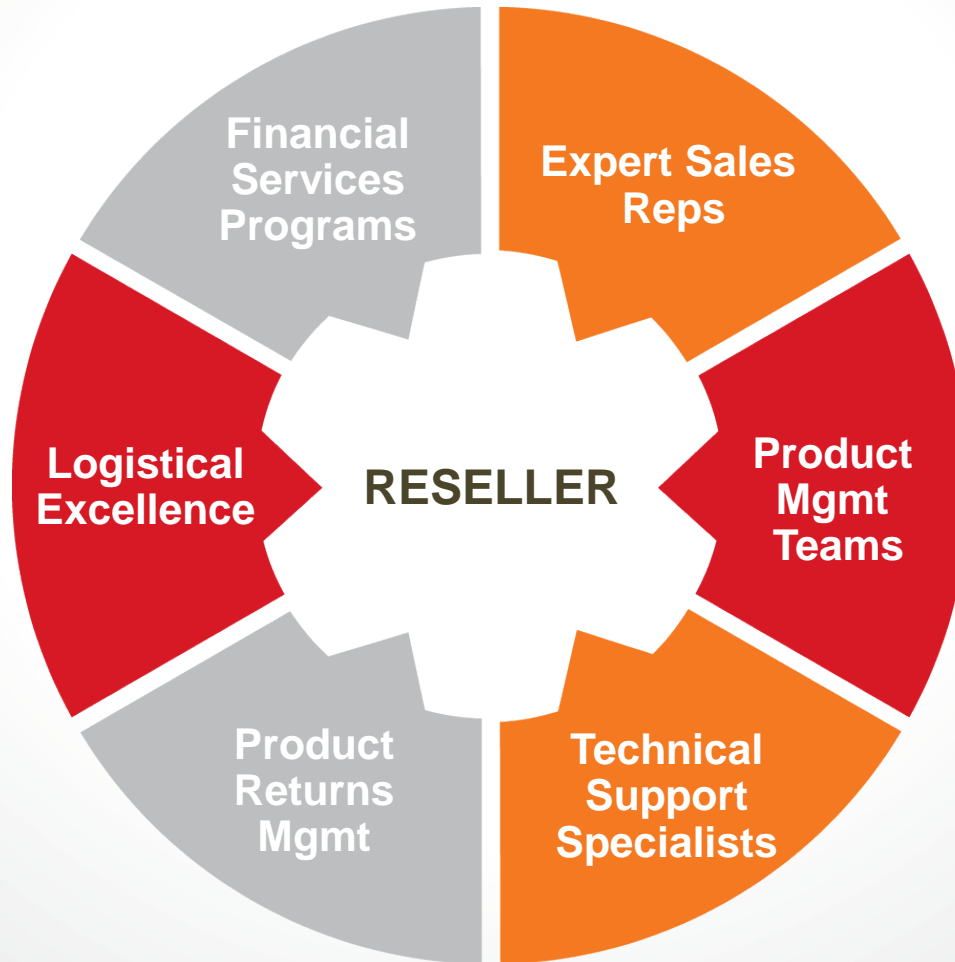 Financial
Services
Programs
Expert Sales
Reps
Logistical
Excellence
RESELLER
Product
Mgmt
Teams
Product
Returns
Mgmt
Technical
Support
Specialists